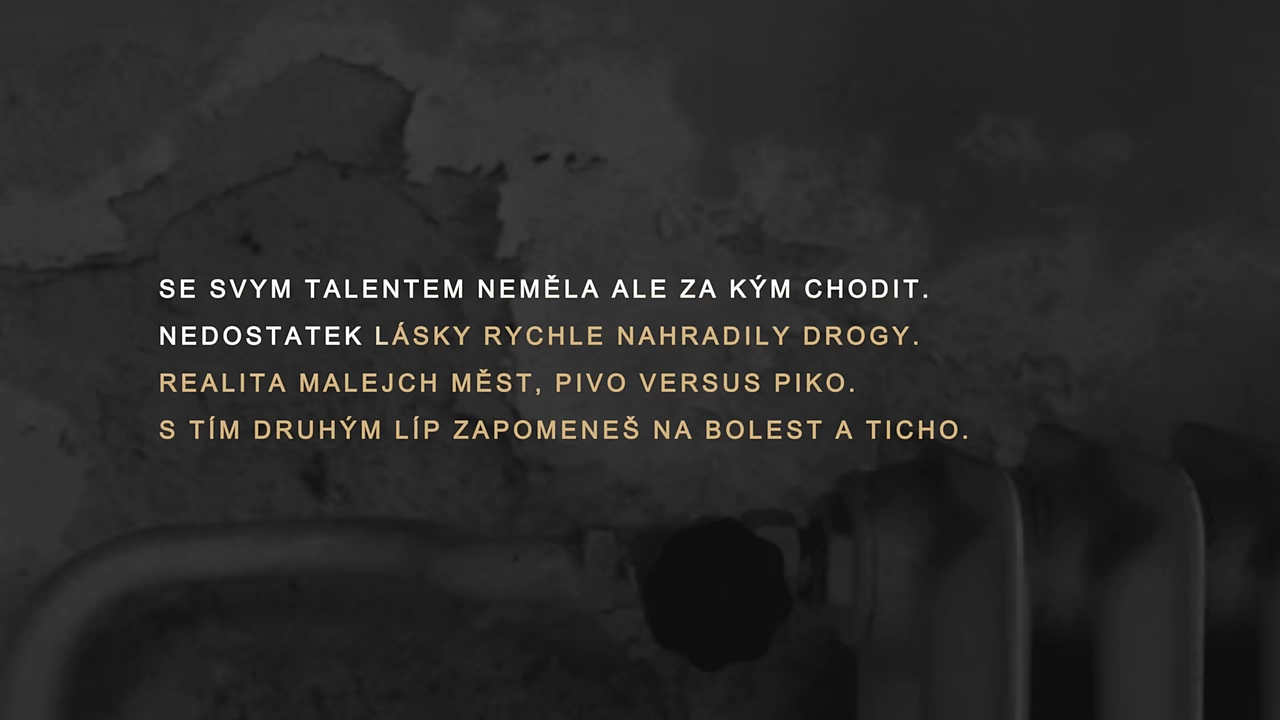 SE SVYM TALENTEM NEMĚLA ALE ZA KÝM CHODIT.
NEDOSTATEK LÁSKY RYCHLE NAHRADILY DROGY.
REALITA MALEJCH MĚST, PIVO VERSUS PIKO.
S TÍM DRUHÝM LÍP ZAPOMENEŠ NA BOLEST A TICHO.